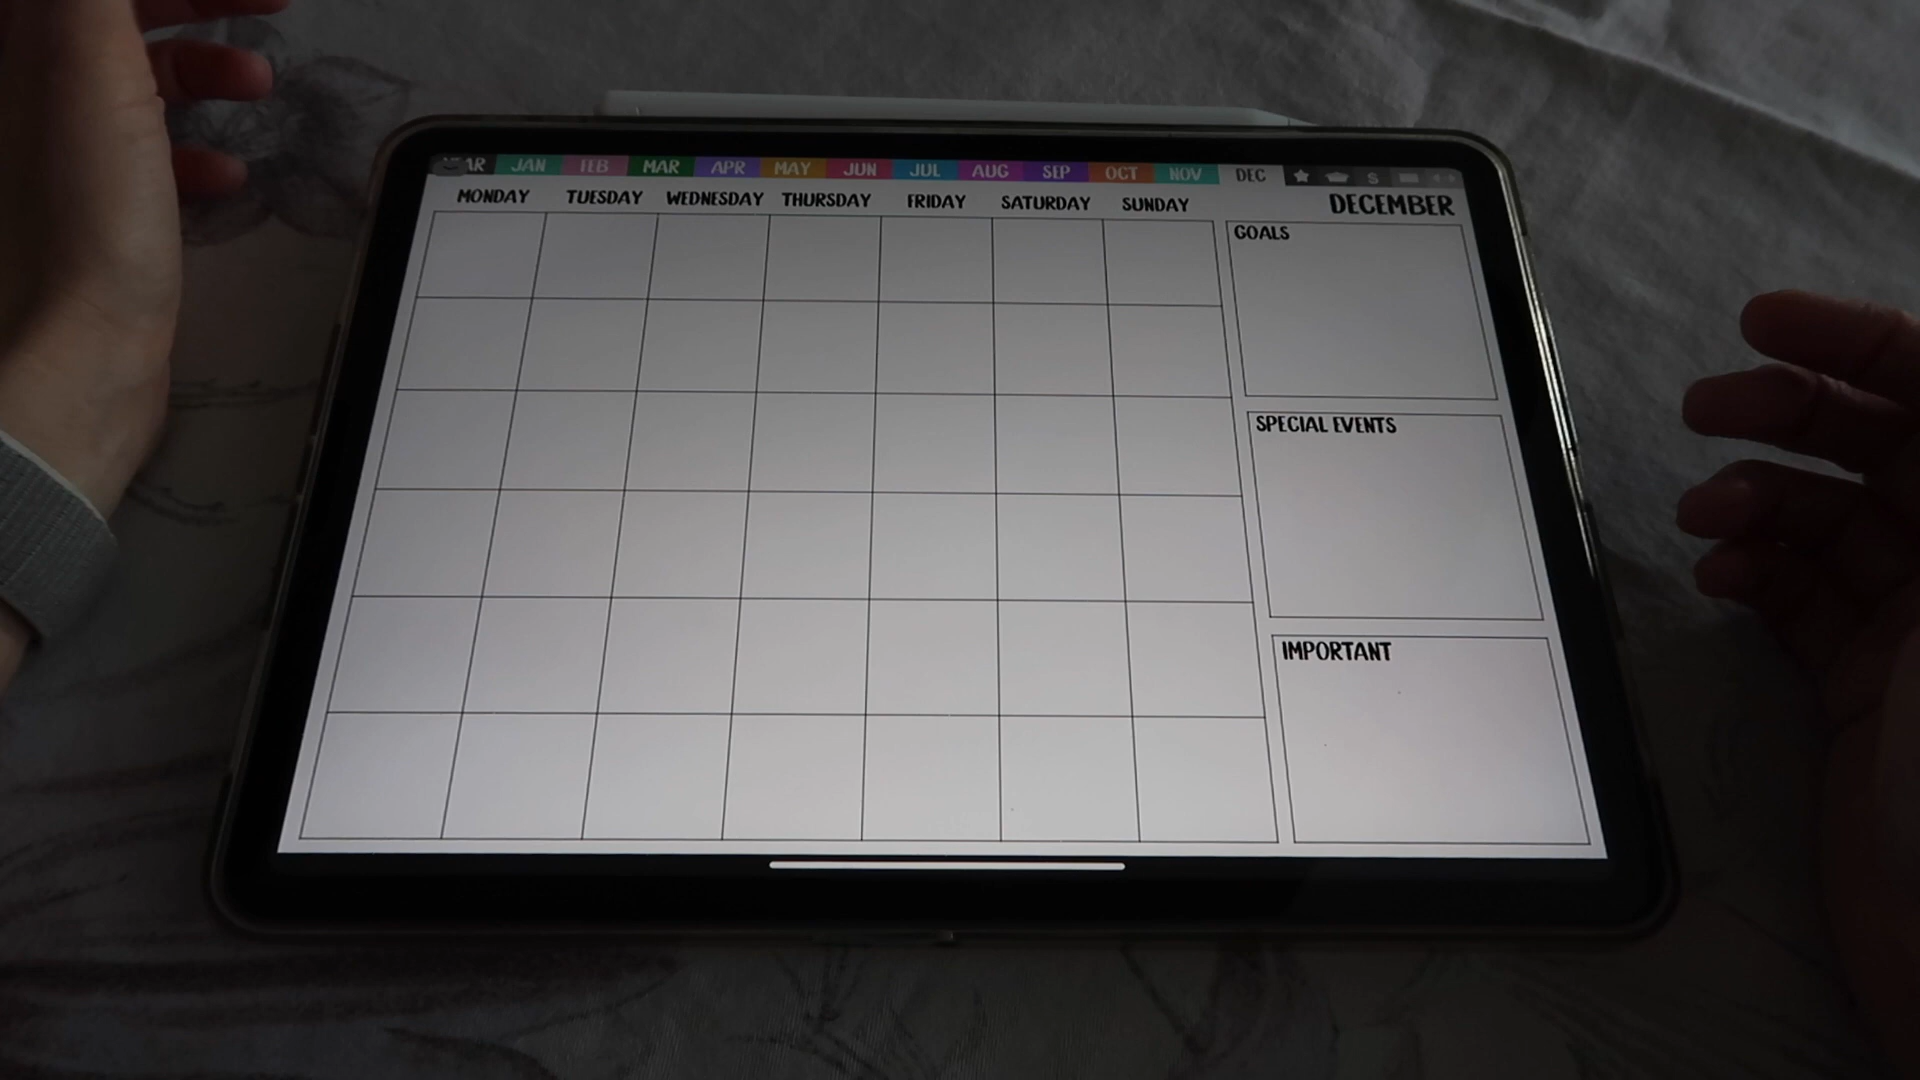 JAN FEB MAR APR MAY JUN JUL AUG SEP OCT NOV DEC S
MONDAY TUESDAY WEDNESDAY THURSDAY FRIDAY SATURDAY SUNDAY DECEMBER
GOALS
SPECIAL EVENTS
IMPORTANT